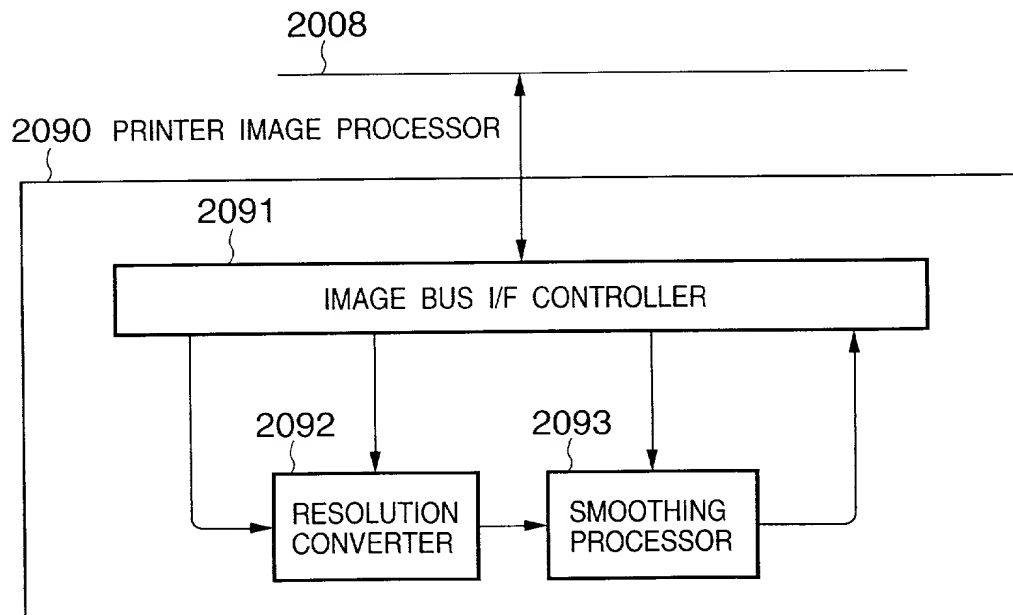 2008
2090 PRINTER IMAGE PROCESSOR
2091
IMAGE BUS I/F CONTROLLER
2092
2093
RESOLUTION
CONVERTER
SMOOTHING
PROCESSOR